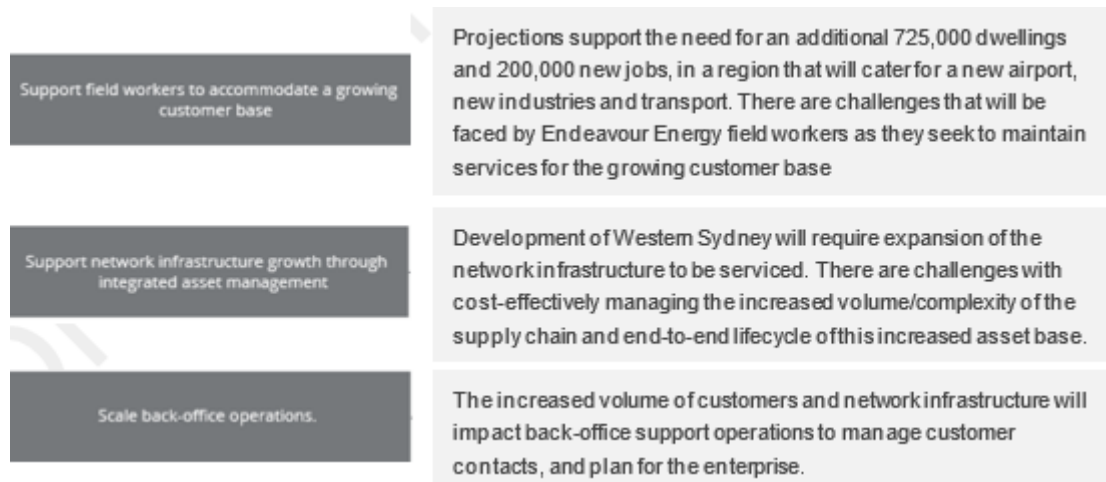 Support field workers to accommodate a growing
customer base
Projections support the need for an additional 725,000 dwellings
and 200,000 new jobs, in a region that will cater for a new airport,
new industries and transport. There are challenges that will be
faced by Endeavour Energy field workers as they seek to maintain
services for the growing customer base
Support network infrastructure growth through
integrated asset management
Development of Western Sydney will require expansion of the
network infrastructure to be serviced. There are challenges with
cost-effectively managing the increased volume/complexity of the
supply chain and end-to-end lifecycle of this increased asset base.
Scale back-office operations.
The increased volume of customers and network infrastructure will
impact back-office support operations to manage customer
contacts, and plan for the enterprise.